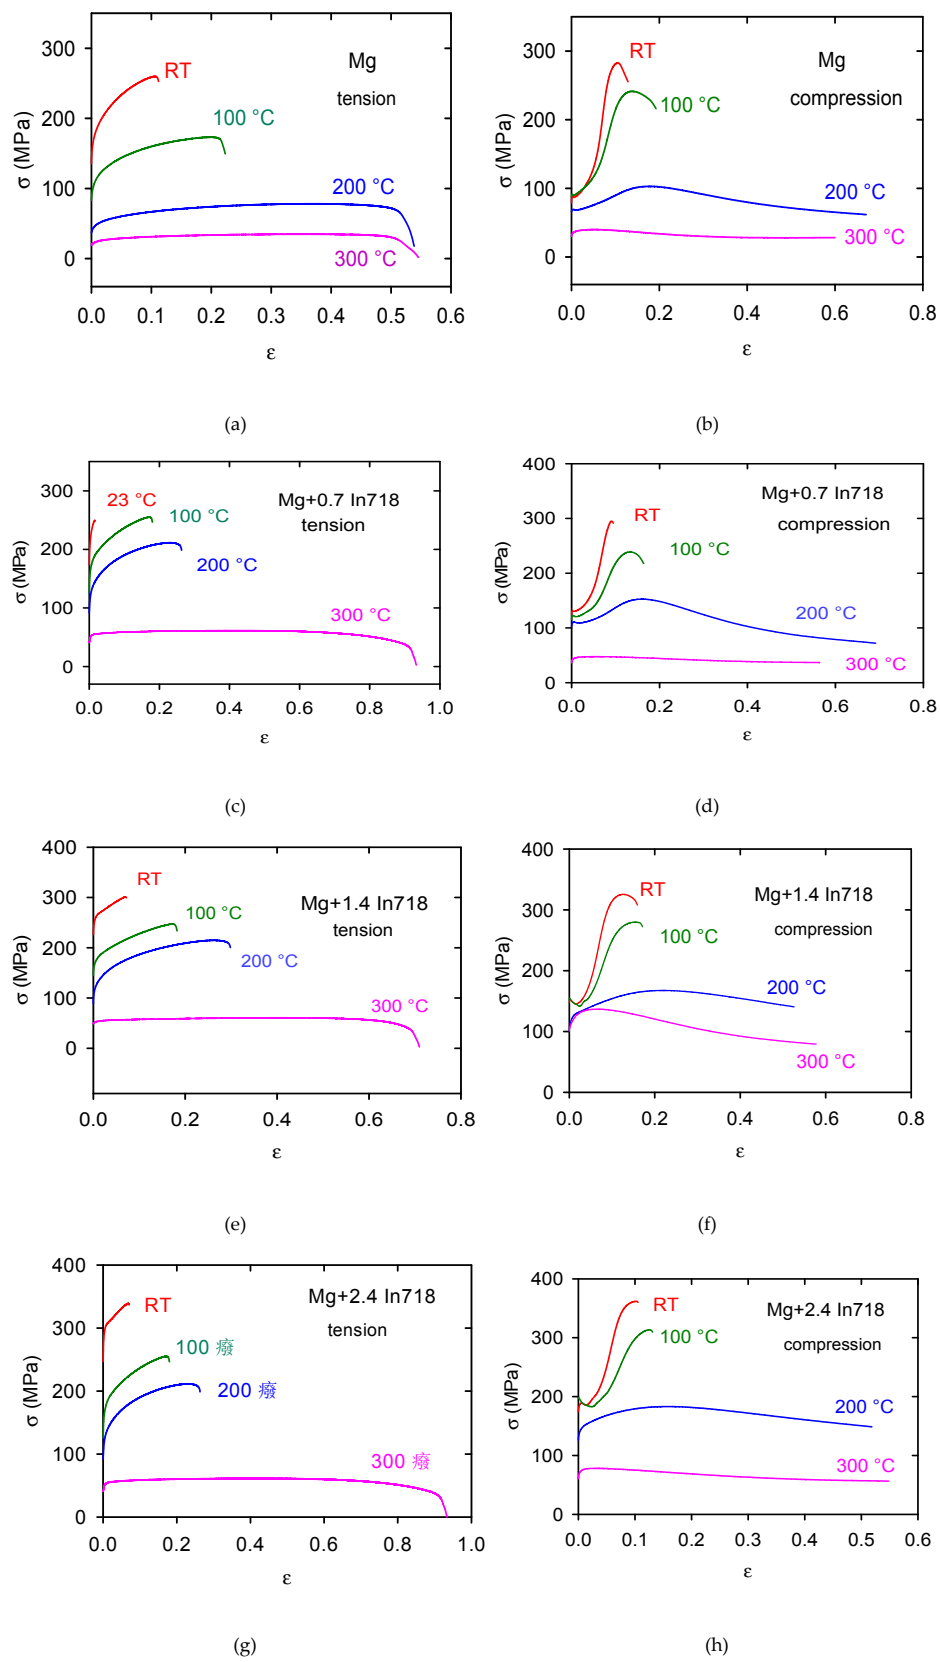 300
200
100
0
σ (MPa)
RT
Mg
tension
100 °C
200 °C
300 °C
0.0 0.1 0.2 0.3 0.4 0.5 0.6
ε
(a)
300
200
100
0
σ (MPa)
RT
Mg
compression
100 °C
200 °C
300 °C
0.0 0.2 0.4 0.6 0.8
ε
(b)
300
200
100
0
σ (MPa)
23 °C
Mg+0.7 In718
tension
100 °C
200 °C
300 °C
0.0 0.2 0.4 0.6 0.8 1.0
ε
(c)
400
300
200
100
0
σ (MPa)
Mg+0.7 In718
compression
RT
100 °C
200 °C
300 °C
0.0 0.2 0.4 0.6 0.8
ε
(d)
400
300
200
100
0
σ (MPa)
RT
Mg+1.4 In718
tension
100 °C
200 °C
300 °C
0.0 0.2 0.4 0.6 0.8
ε
(e)
400
300
200
100
0
σ (MPa)
RT
Mg+1.4 In718
compression
100 °C
200 °C
300 °C
0.0 0.2 0.4 0.6 0.8
ε
(f)
400
300
200
100
0
σ (MPa)
RT
Mg+2.4 In718
tension
100 癈
200 癈
300 癈
0.0 0.2 0.4 0.6 0.8 1.0
ε
(g)
400
300
200
100
0
σ (MPa)
RT
Mg+2.4 In718
compression
100 °C
200 °C
300 °C
0.0 0.1 0.2 0.3 0.4 0.5 0.6
ε
(h)